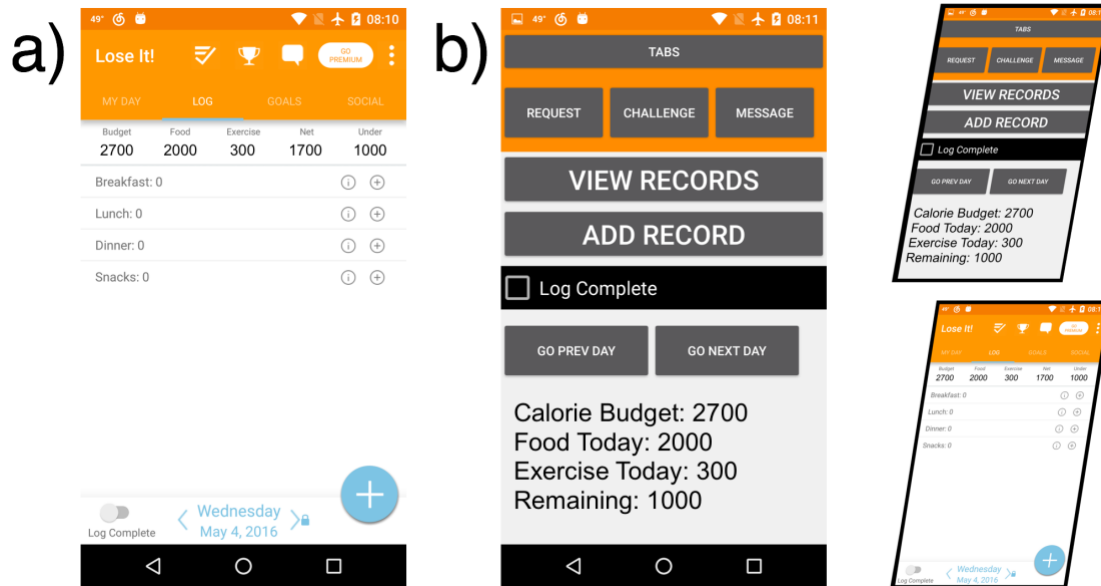 a)
49° 08:10
Lose It!
GO PREMIUM
MY DAY LOG GOALS SOCIAL
Budget Food Exercise Net Under
2700 2000 300 1700 1000
Breakfast: 0
Lunch: 0
Dinner: 0
Snacks: 0
Log Complete
Wednesday
May 4, 2016
b)
49° 08:11
TABS
REQUEST CHALLENGE MESSAGE
VIEW RECORDS
ADD RECORD
Log Complete
GO PREV DAY GO NEXT DAY
Calorie Budget: 2700
Food Today: 2000
Exercise Today: 300
Remaining: 1000
TABS
REQUEST CHALLENGE MESSAGE
VIEW RECORDS
ADD RECORD
Log Complete
GO PREV DAY GO NEXT DAY
Calorie Budget: 2700
Food Today: 2000
Exercise Today: 300
Remaining: 1000
Lose It!
GO PREMIUM
MY DAY LOG GOALS SOCIAL
Budget Food Exercise Net Under
2700 2000 300 1700 1000
Breakfast: 0
Lunch: 0
Dinner: 0
Snacks: 0
Log Complete
Wednesday
May 4, 2016